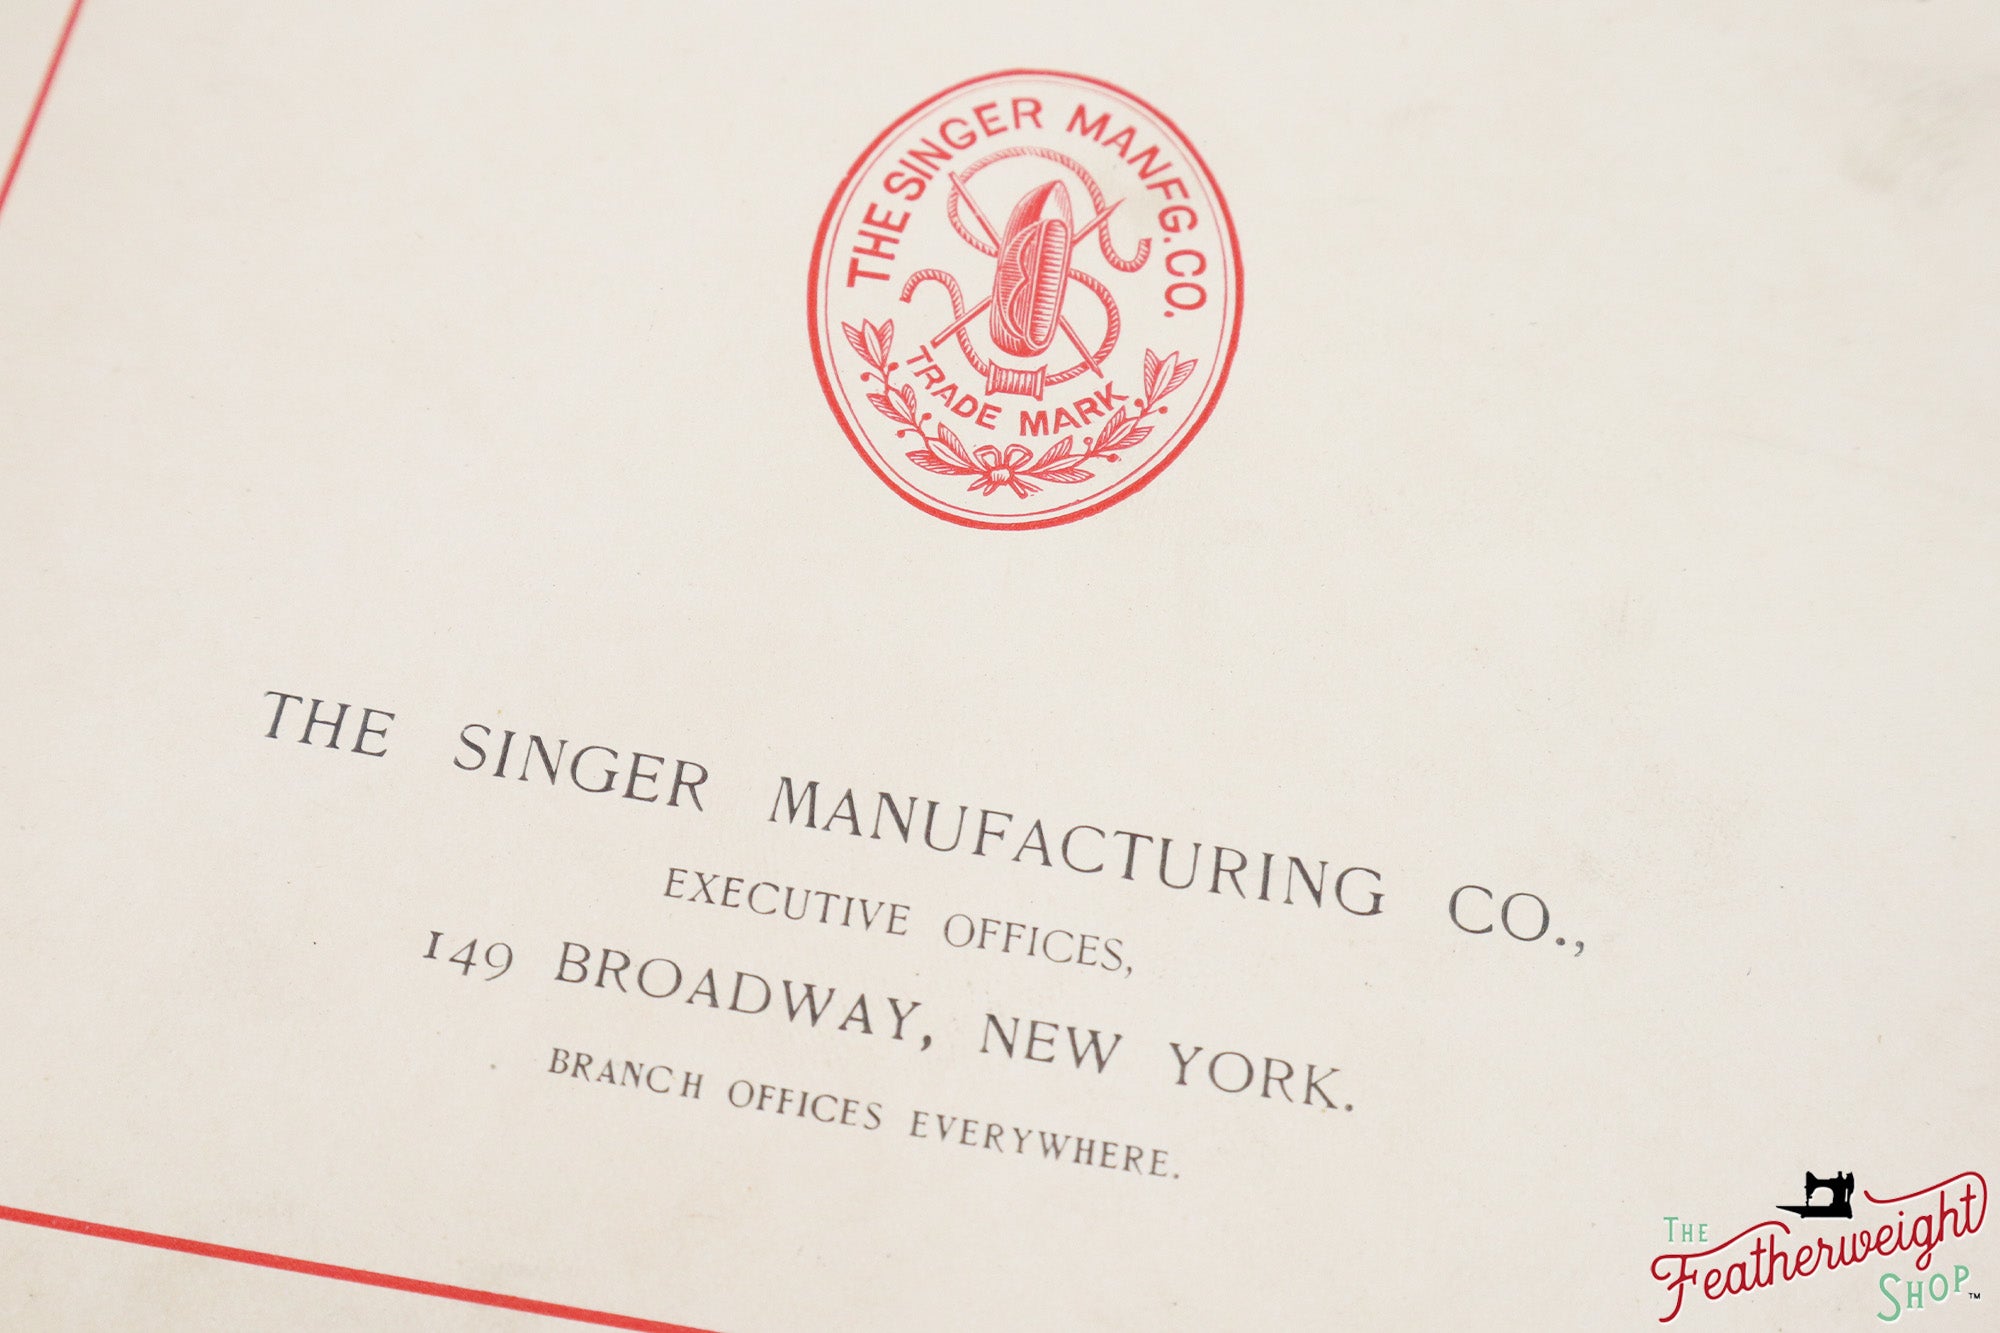 THE SINGER MANFG. CO.
TRADE MARK
THE SINGER MANUFACTURING CO.,
EXECUTIVE OFFICES,
149 BROADWAY, NEW YORK.
BRANCH OFFICES EVERYWHERE.
THE
Featherweight
SHOP™